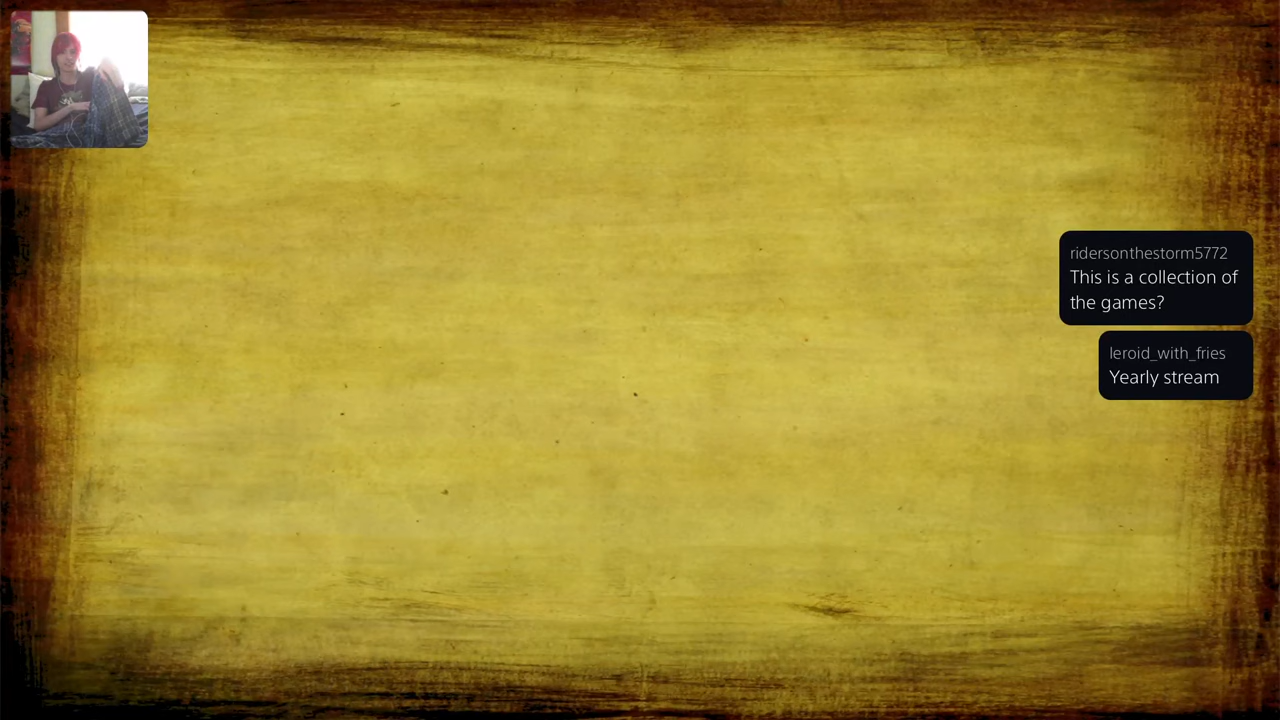 ridersonthestorm5772
This is a collection of
the games?
leroid_with_fries
Yearly stream